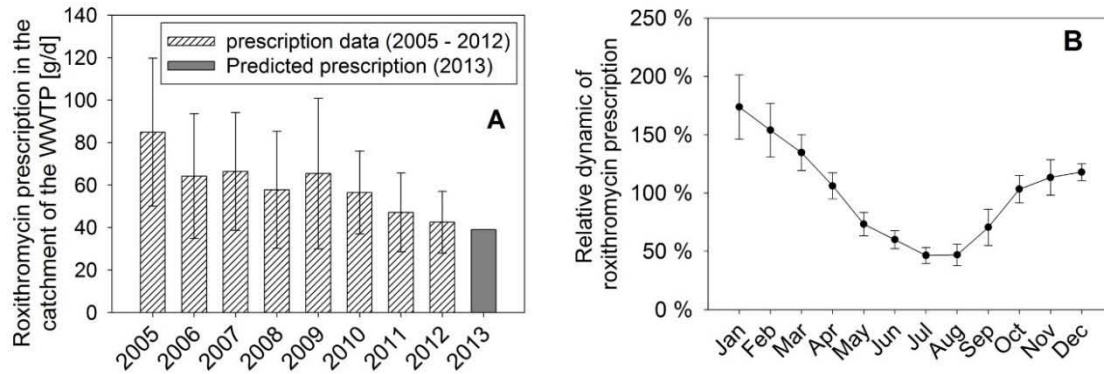 Roxithromycin prescription in the
catchment of the WWTP [g/d]
140
120
100
80
60
40
20
0
prescription data (2005 - 2012)
Predicted prescription (2013)
A
2005
2006
2007
2008
2009
2010
2011
2012
2013
Relative dynamic of
roxithromycin prescription
250 %
200 %
150 %
100 %
50 %
0 %
B
Jan
Feb
Mar
Apr
May
Jun
Jul
Aug
Sep
Oct
Nov
Dec